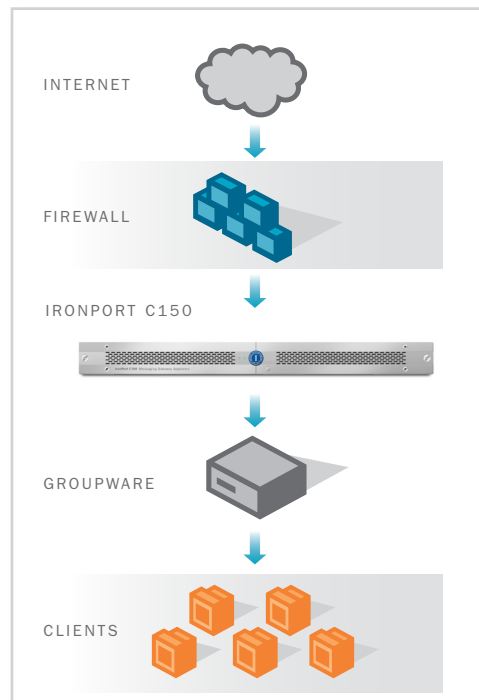 INTERNET
FIREWALL
IRONPORT C150
GROUPWARE
CLIENTS